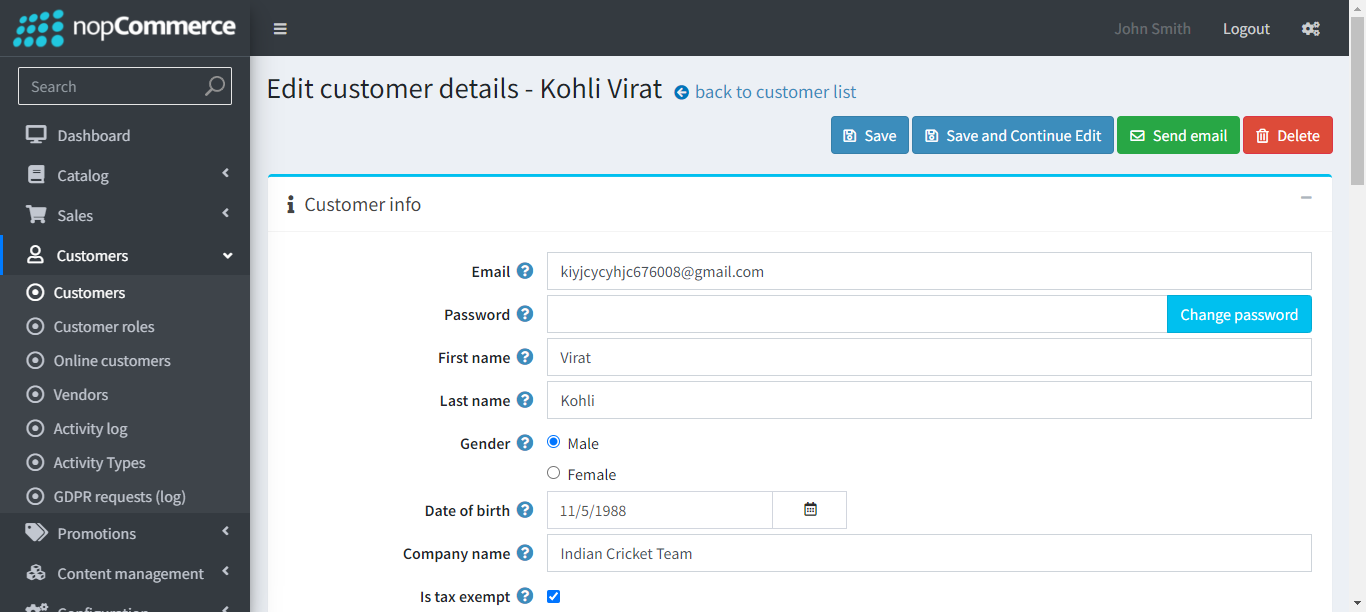 nopCommerce
John Smith
Logout
Search
Dashboard
Catalog
Sales
Customers
Customers
Customer roles
Online customers
Vendors
Activity log
Activity Types
GDPR requests (log)
Promotions
Content management
Configuration
Edit customer details - Kohli Virat back to customer list
Save
Save and Continue Edit
Send email
Delete
Customer info
Email ? kiyjcycyhjc676008@gmail.com
Password ? Change password
First name ? Virat
Last name ? Kohli
Gender ? Male
Female
Date of birth ? 11/5/1988
Company name ? Indian Cricket Team
Is tax exempt ?